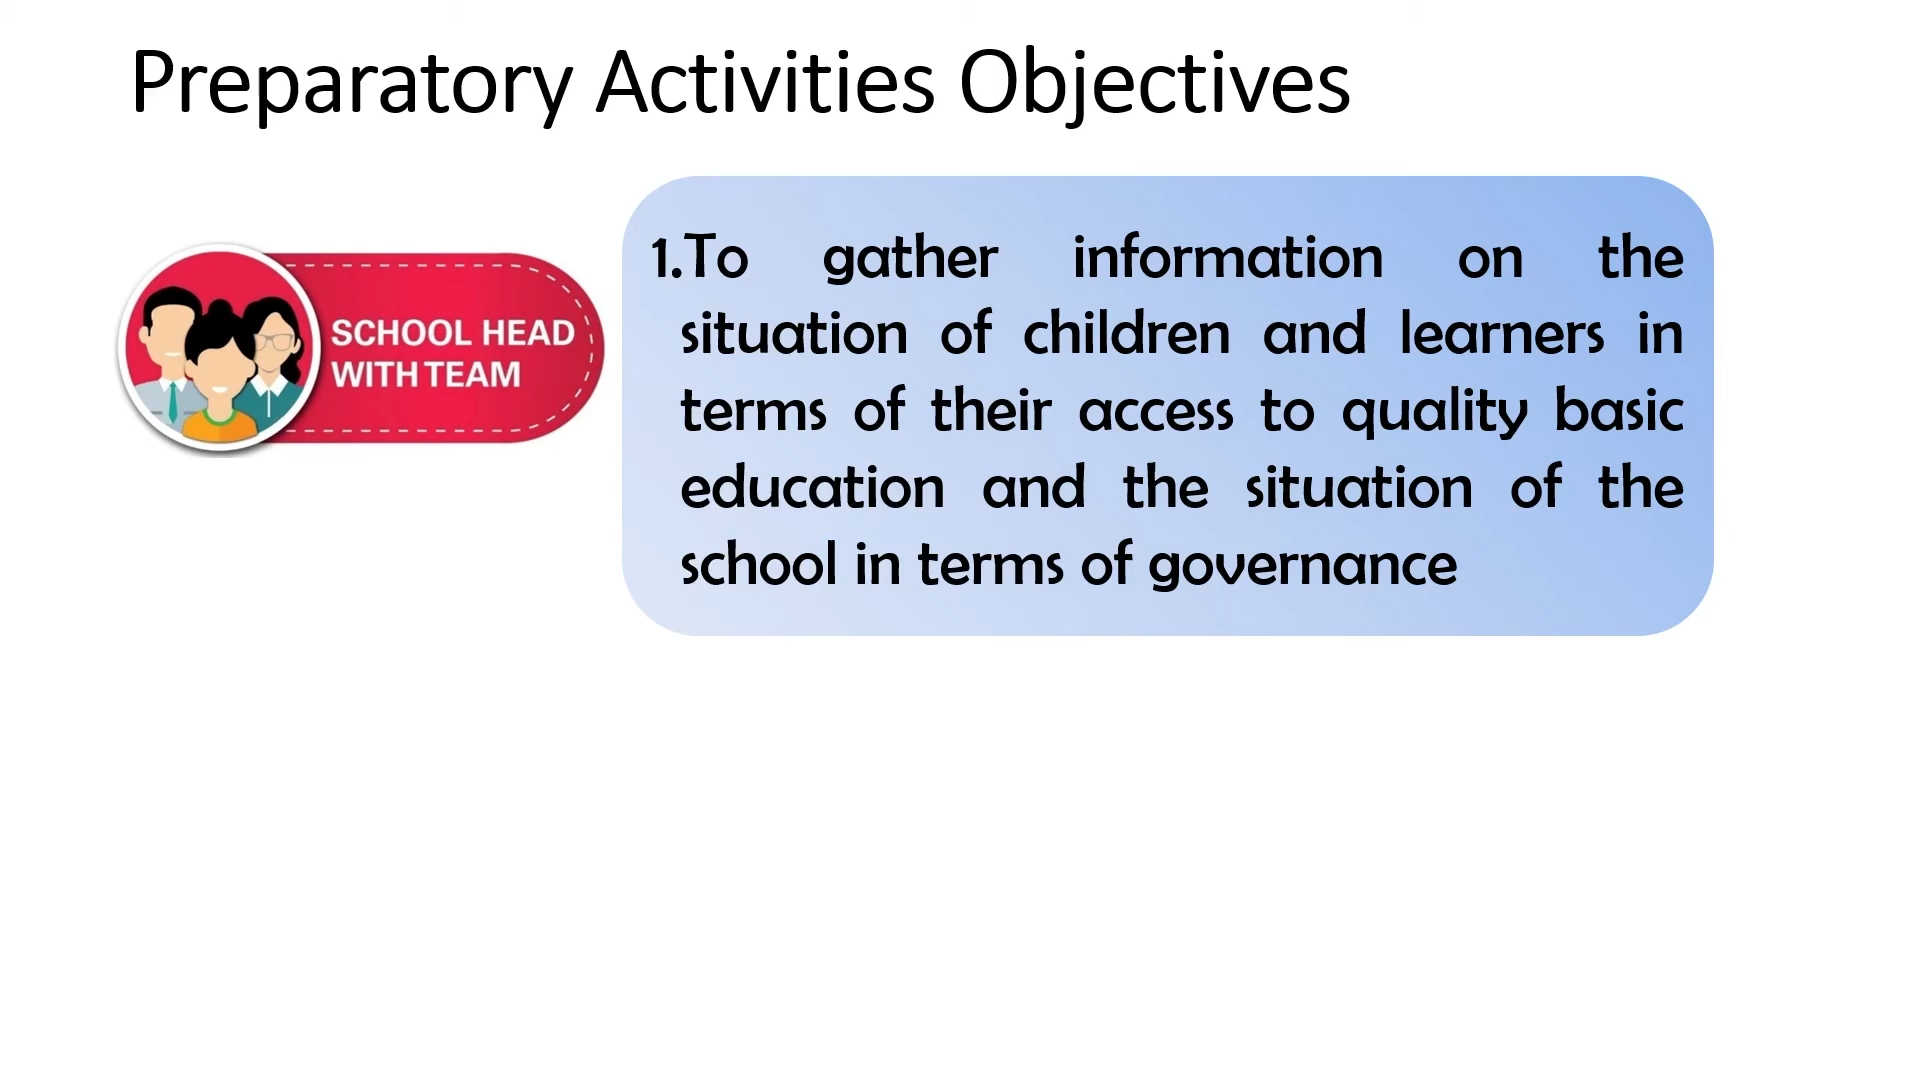 Preparatory Activities Objectives
SCHOOL HEAD
WITH TEAM
1.To gather information on the
situation of children and learners in
terms of their access to quality basic
education and the situation of the
school in terms of governance